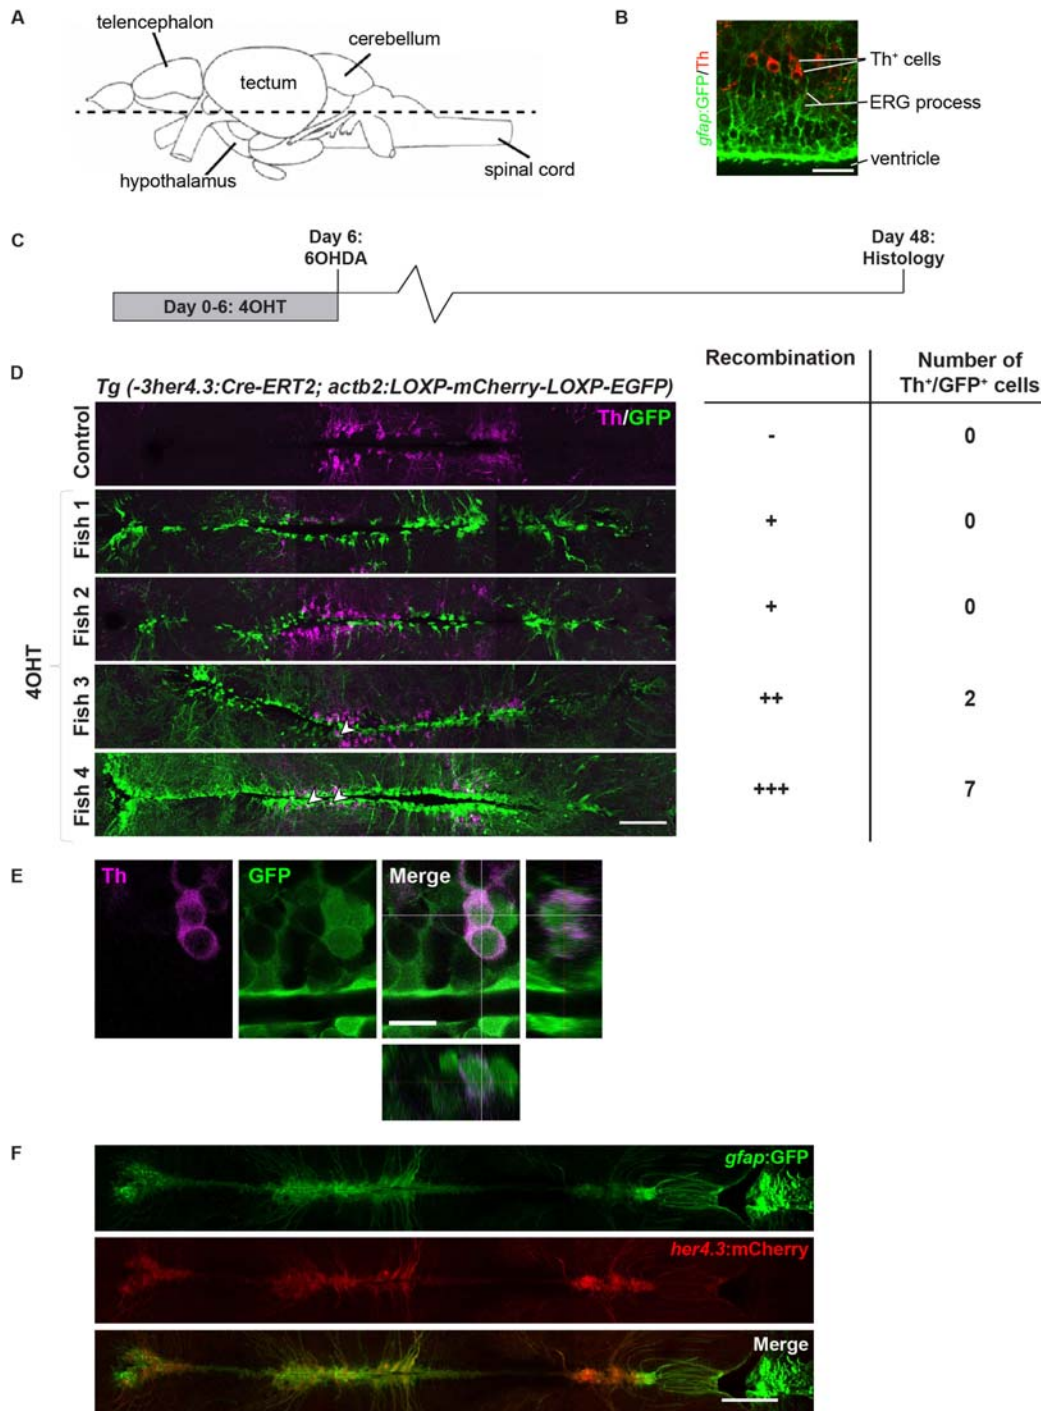 A
telencephalon
cerebellum
tectum
hypothalamus
spinal cord
B
gfap:GFP/Th
Th⁺ cells
ERG process
ventricle
C
Day 6:
6OHDA
Day 48:
Histology
Day 0-6: 4OHT
D
Tg (-3her4.3:Cre-ERT2; actb2:LOXP-mCherry-LOXP-EGFP)
Recombination
Number of
Th⁺/GFP⁺ cells
Control
Th/GFP
-
0
4OHT
Fish 1
+
0
Fish 2
+
0
Fish 3
++
2
Fish 4
+++
7
E
Th
GFP
Merge
F
gfap:GFP
her4.3:mCherry
Merge